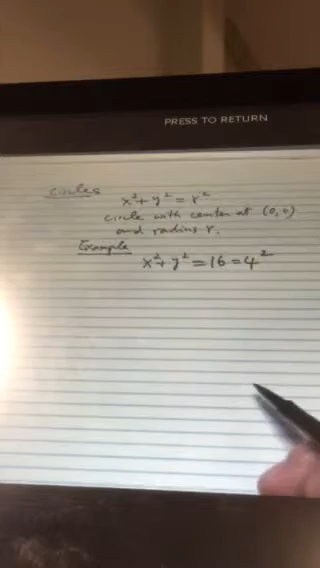 PRESS TO RETURN
Circles
x² + y² = r²
circle with center at (0,0)
and radius r.
Example
x² + y² = 16 = 4²